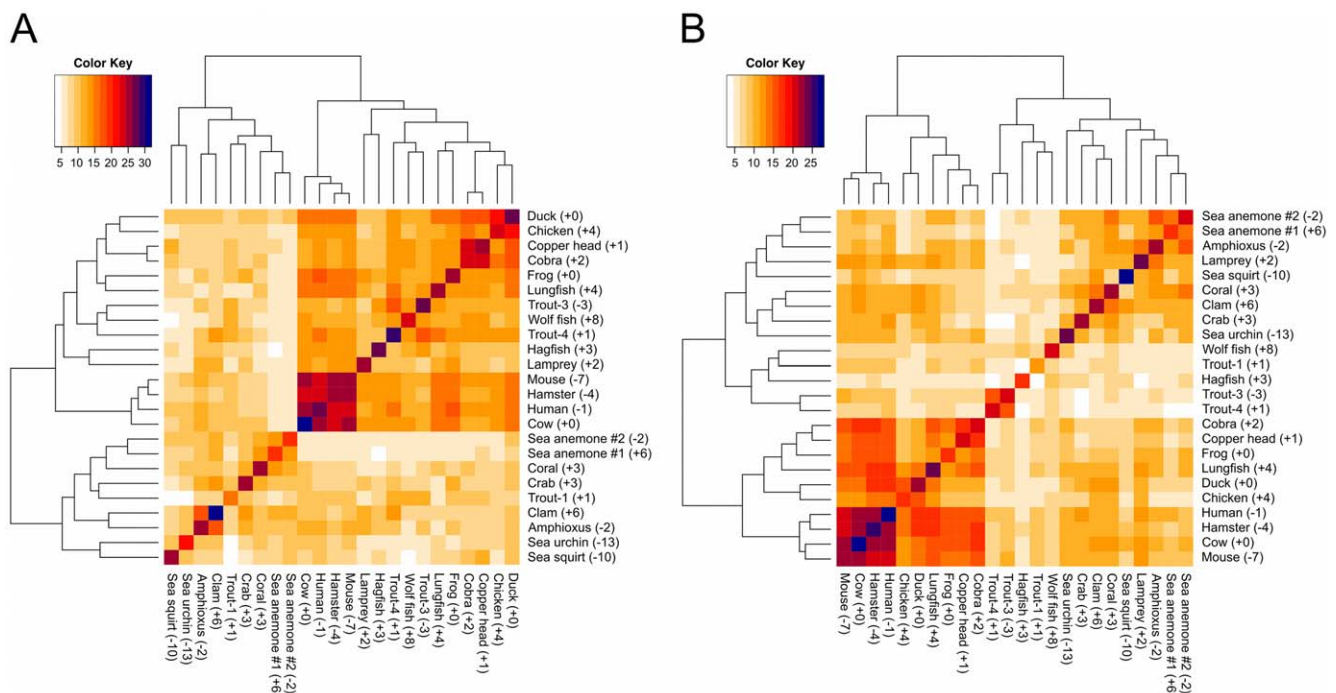 A
Color Key
5 10 15 20 25 30
Duck (+0)
Chicken (+4)
Copper head (+1)
Cobra (+2)
Frog (+0)
Lungfish (+4)
Trout-3 (-3)
Wolf fish (+8)
Trout-4 (+1)
Hagfish (+3)
Lamprey (+2)
Mouse (-7)
Hamster (-4)
Human (-1)
Cow (+0)
Sea anemone #2 (-2)
Sea anemone #1 (+6)
Coral (+3)
Crab (+3)
Trout-1 (+1)
Clam (+6)
Amphioxus (-2)
Sea urchin (-13)
Sea squirt (-10)
Sea squirt (-10)
Sea urchin (-13)
Amphioxus (-2)
Clam (+6)
Trout-1 (+1)
Crab (+3)
Coral (+3)
Sea anemone #1 (+6
Sea anemone #2 (-2)
Cow (+0)
Human (-1)
Hamster (-4)
Mouse (-7)
Lamprey (+2)
Hagfish (+3)
Trout-4 (+1)
Wolf fish (+8)
Trout-3 (-3)
Lungfish (+4)
Frog (+0)
Cobra (+2)
Copper head (+1)
Chicken (+4)
Duck (+0)
B
Color Key
5 10 15 20 25
Sea anemone #2 (-2)
Sea anemone #1 (+6)
Amphioxus (-2)
Lamprey (+2)
Sea squirt (-10)
Coral (+3)
Clam (+6)
Crab (+3)
Sea urchin (-13)
Wolf fish (+8)
Trout-1 (+1)
Hagfish (+3)
Trout-3 (-3)
Trout-4 (+1)
Cobra (+2)
Copper head (+1)
Frog (+0)
Lungfish (+4)
Duck (+0)
Chicken (+4)
Human (-1)
Hamster (-4)
Cow (+0)
Mouse (-7)
Mouse (-7)
Cow (+0)
Hamster (-4)
Human (-1)
Chicken (+4)
Duck (+0)
Lungfish (+4)
Frog (+0)
Copper head (+1)
Cobra (+2)
Trout-4 (+1)
Trout-3 (-3)
Hagfish (+3)
Trout-1 (+1)
Wolf fish (+8)
Sea urchin (-13)
Crab (+3)
Clam (+6)
Coral (+3)
Sea squirt (-10)
Lamprey (+2)
Amphioxus (-2)
Sea anemone #1 (+6
Sea anemone #2 (-2)